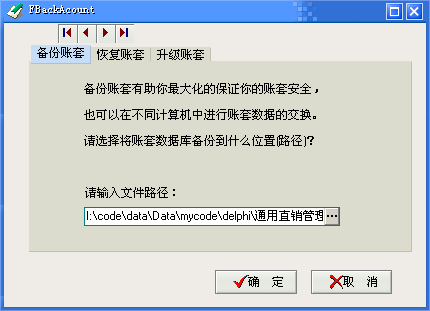 FBackAcount
备份账套 恢复账套 升级账套
备份账套有助你最大化的保证你的账套安全，
也可以在不同计算机中进行账套数据的交换。
请选择将账套数据库备份到什么位置(路径)?
请输入文件路径：
I:\code\data\Data\mycode\delphi\通用直销管理 ...
确 定 取 消